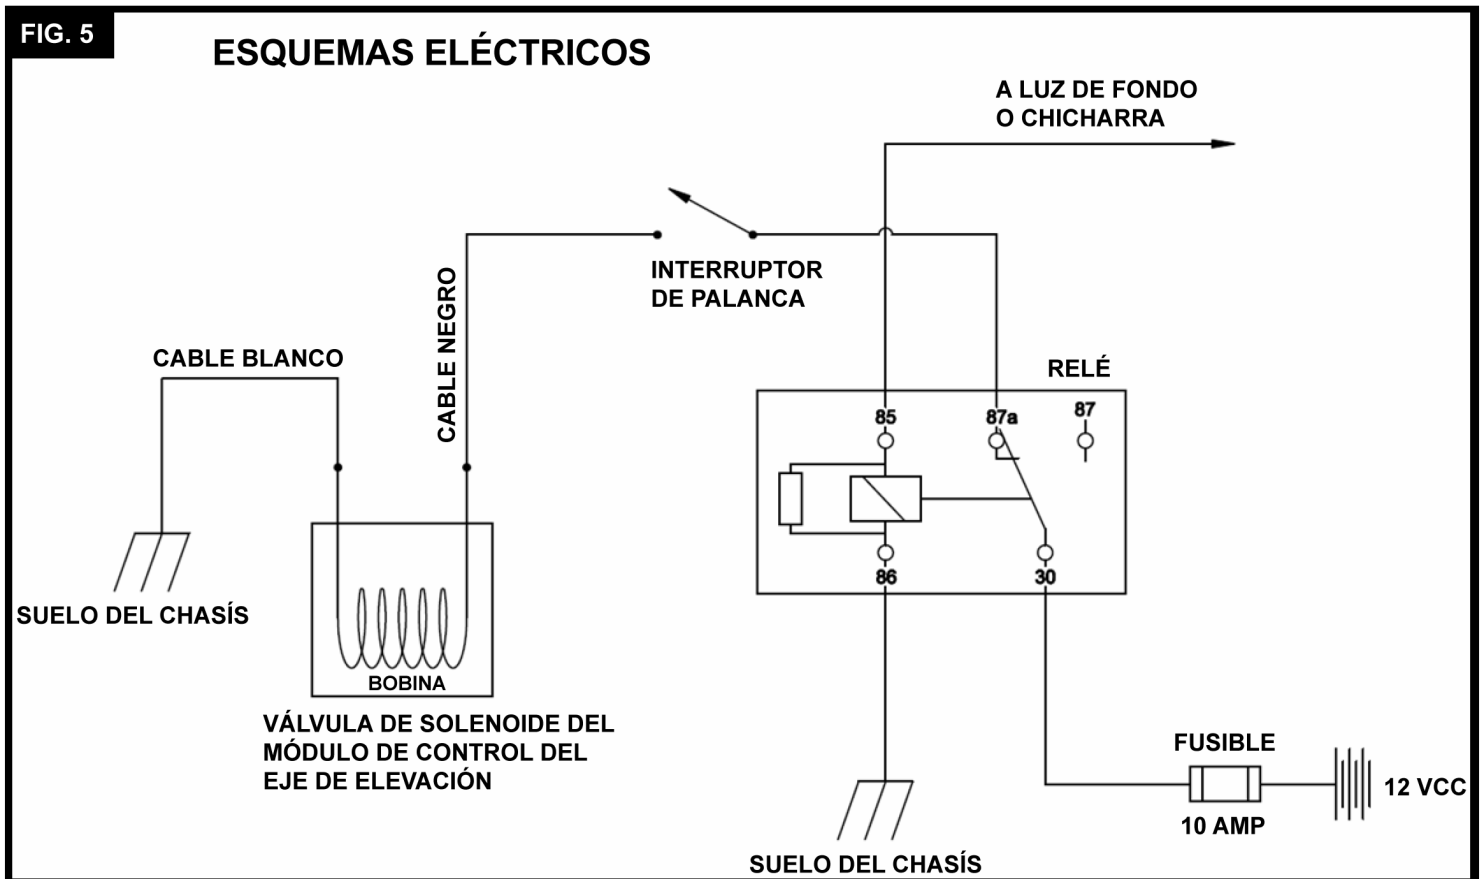 FIG. 5
ESQUEMAS ELÉCTRICOS
A LUZ DE FONDO
O CHICHARRA
INTERRUPTOR
DE PALANCA
CABLE NEGRO
CABLE BLANCO
RELÉ
85
87a
87
86
30
SUELO DEL CHASÍS
BOBINA
VÁLVULA DE SOLENOIDE DEL
MÓDULO DE CONTROL DEL
EJE DE ELEVACIÓN
FUSIBLE
12 VCC
10 AMP
SUELO DEL CHASÍS